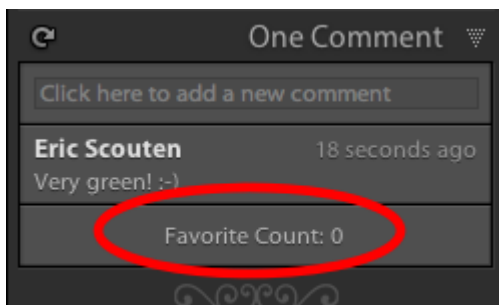 One Comment
Click here to add a new comment
Eric Scouten 18 seconds ago
Very green! :-)
Favorite Count: 0